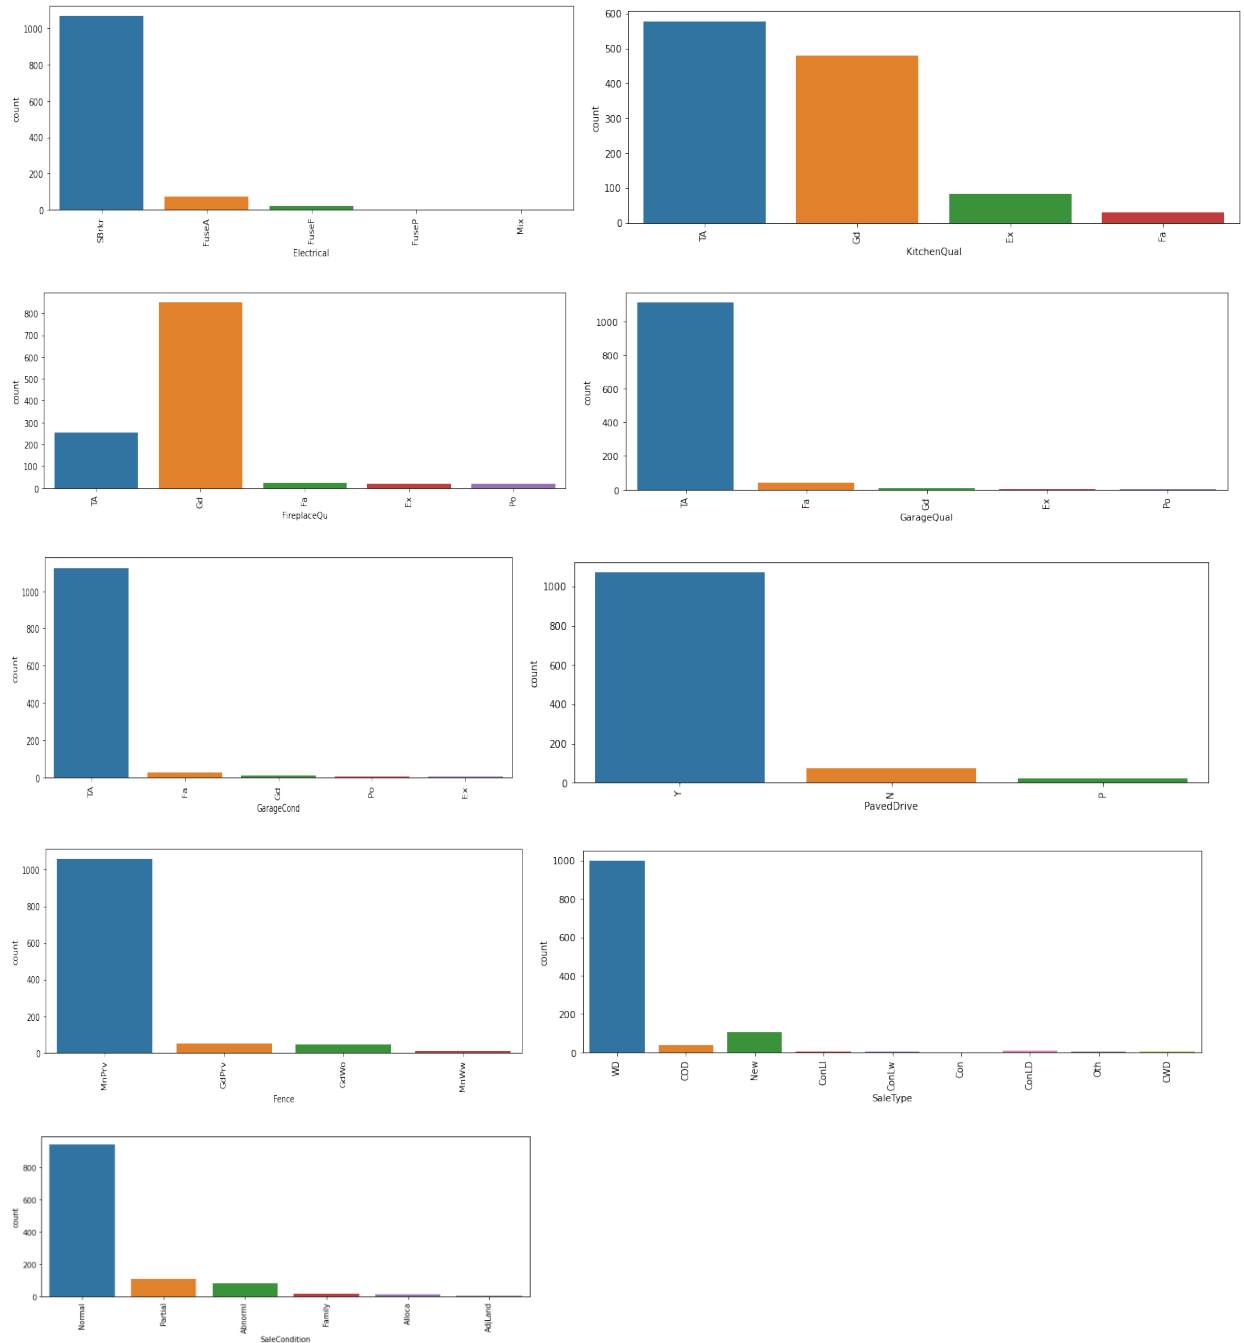 count
1000
800
600
400
200
0
SBrkr
FuseA
FuseF
FuseP
Mix
Electrical
count
600
500
400
300
200
100
0
TA
Gd
Ex
Fa
KitchenQual
count
800
700
600
500
400
300
200
100
0
TA
Gd
Fa
Ex
Po
FireplaceQu
count
1000
800
600
400
200
0
TA
Fa
Gd
Ex
Po
GarageQual
count
1000
800
600
400
200
0
TA
Fa
Gd
Po
Ex
GarageCond
count
1000
800
600
400
200
0
Y
N
P
PavedDrive
count
1000
800
600
400
200
0
MnPrv
GdPrv
GdWo
MnWw
Fence
count
1000
800
600
400
200
0
WD
COD
New
ConLI
ConLw
Con
ConLD
Oth
CWD
SaleType
count
800
600
400
200
0
Normal
Partial
Abnorml
Family
Alloca
AdjLand
SaleCondition